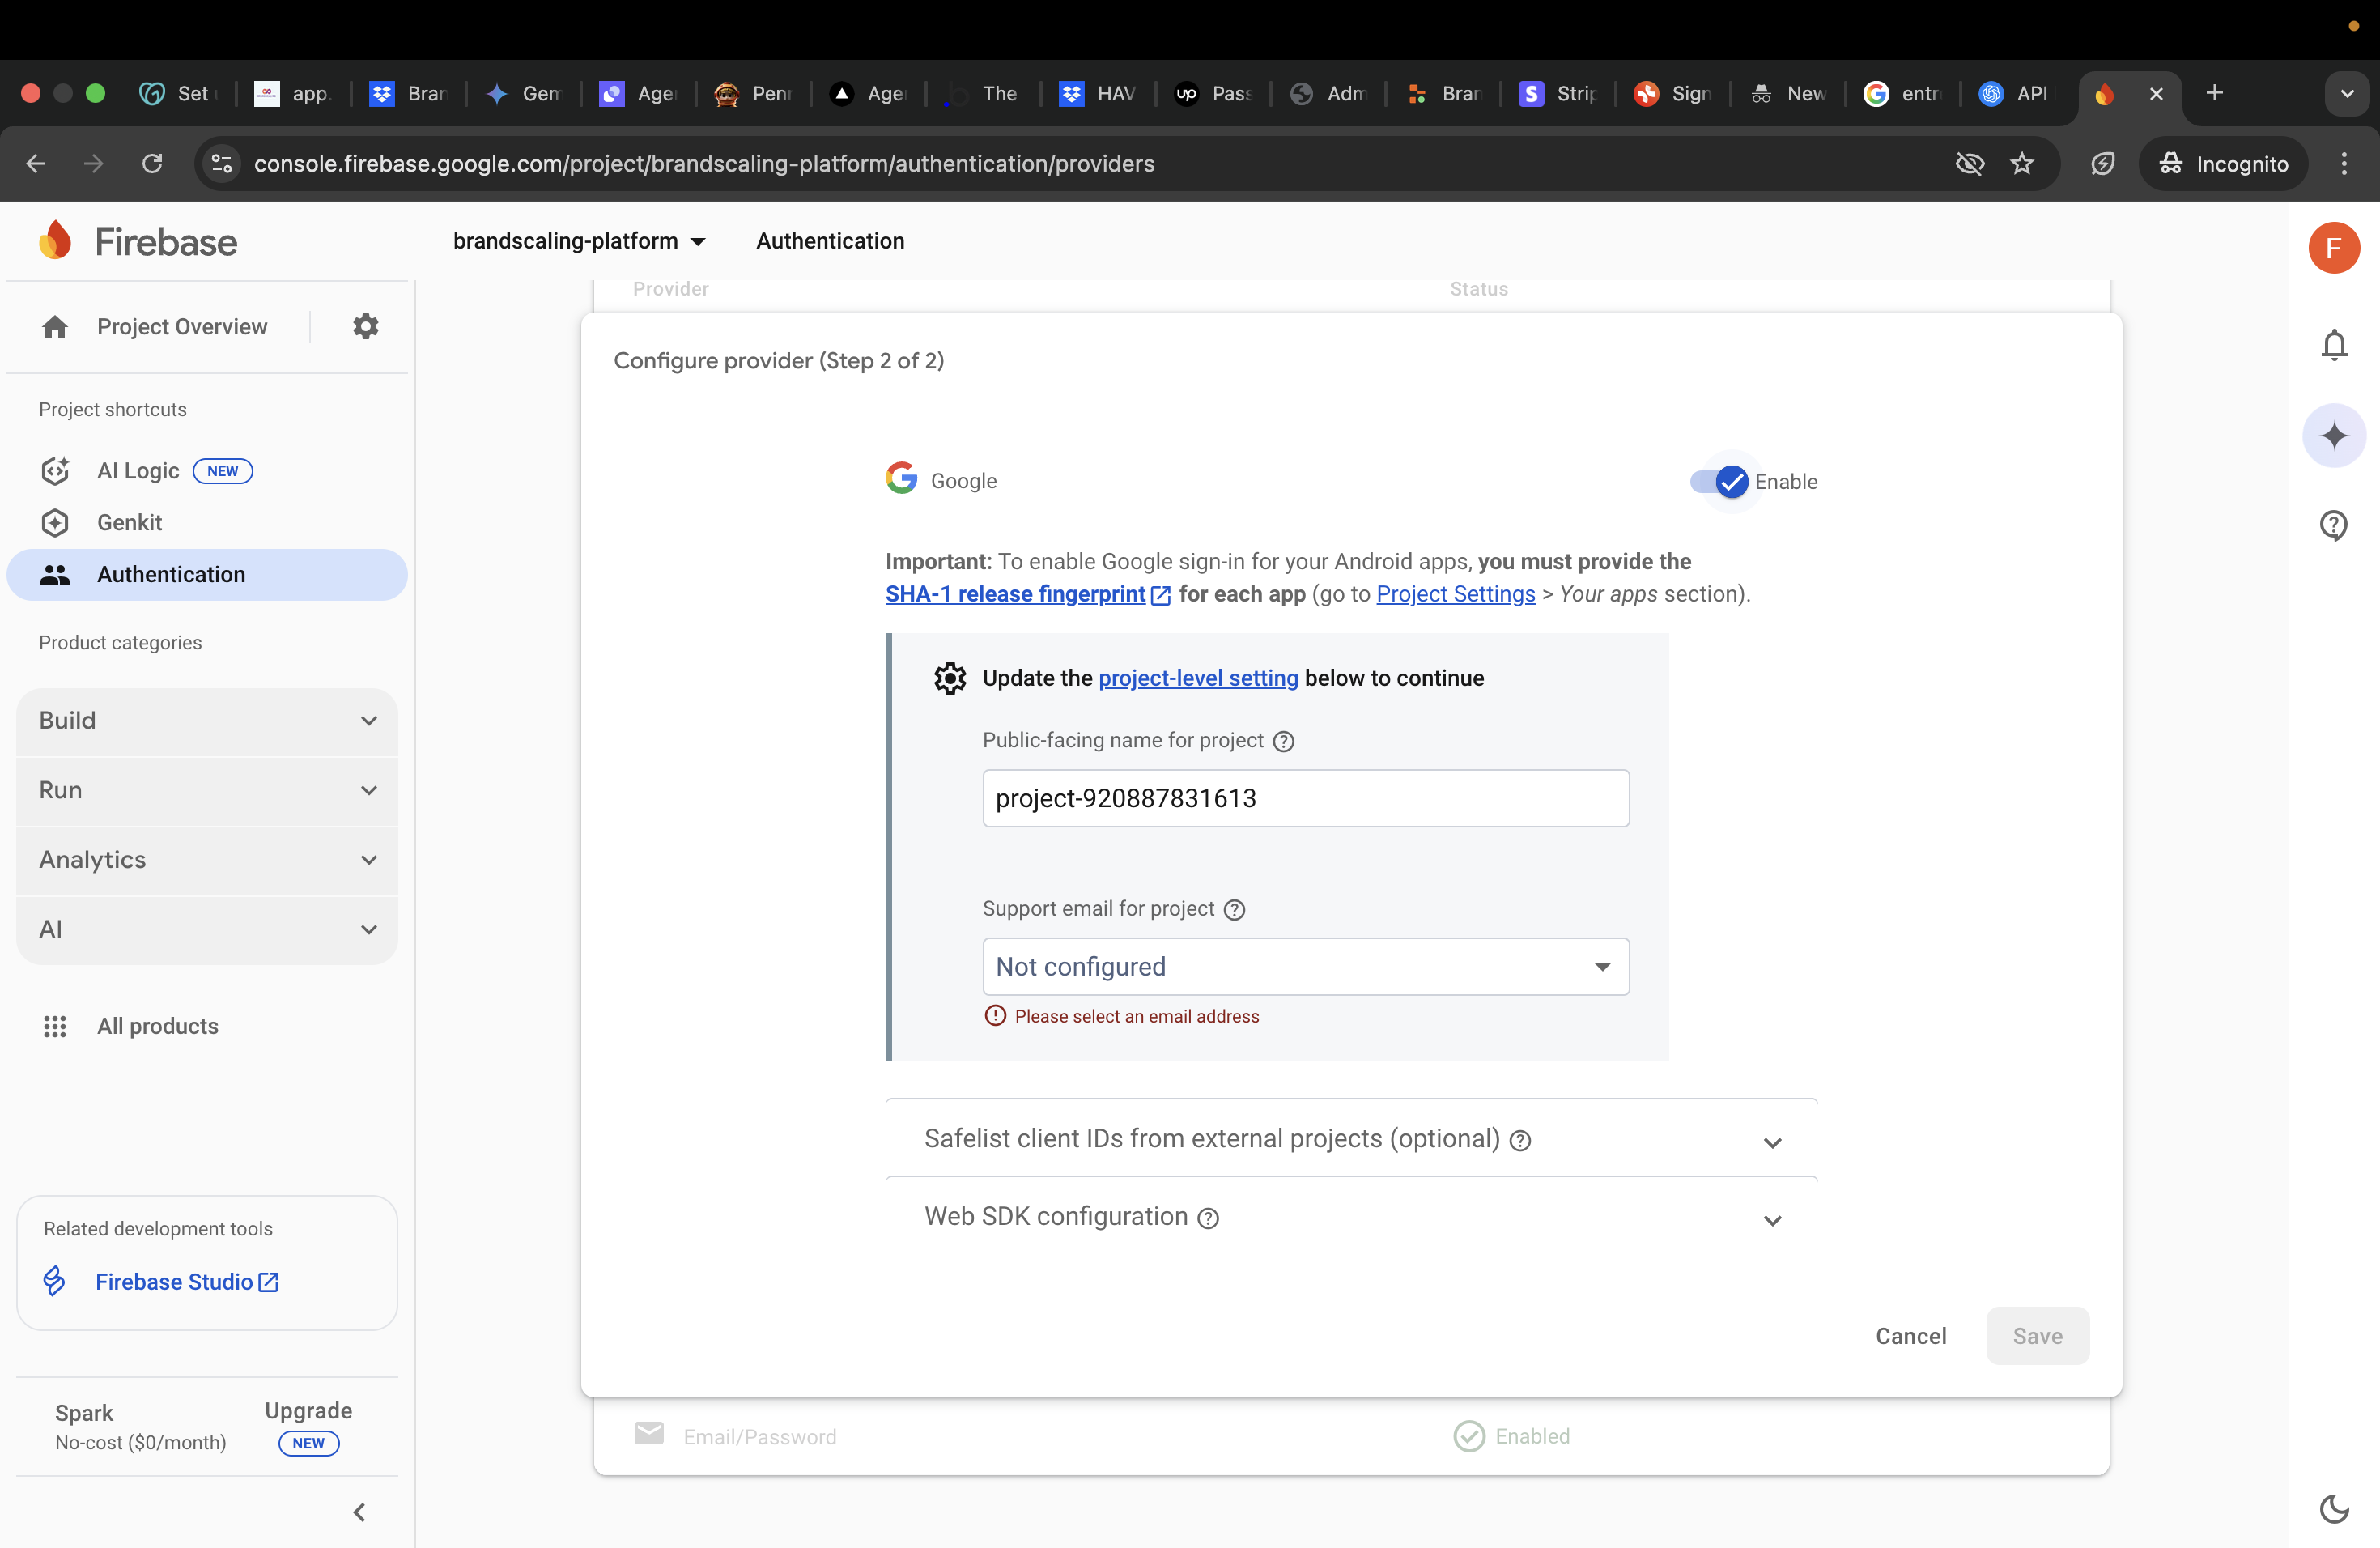 Set
app.
Bran
Gem
Age
Penn
Age
The
HAV
up
Pass
Adm
Bran
S
Strip
Sign
New
entr
API
console.firebase.google.com/project/brandscaling-platform/authentication/providers
Incognito
Firebase
brandscaling-platform
Authentication
F
Project Overview
Project shortcuts
AI Logic
NEW
Genkit
Authentication
Product categories
Build
Run
Analytics
AI
All products
Related development tools
Firebase Studio
Spark
No-cost ($0/month)
Upgrade
NEW
Provider
Status
Configure provider (Step 2 of 2)
Google
Enable
Important: To enable Google sign-in for your Android apps, you must provide the
SHA-1 release fingerprint for each app (go to Project Settings > Your apps section).
Update the project-level setting below to continue
Public-facing name for project
project-920887831613
Support email for project
Not configured
Please select an email address
Safelist client IDs from external projects (optional)
Web SDK configuration
Cancel
Save
Email/Password
Enabled